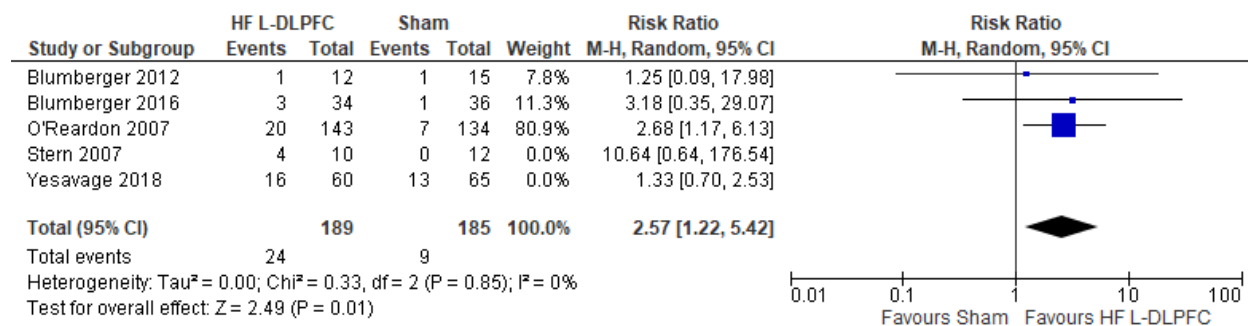 HF L-DLPFC Sham Risk Ratio Risk Ratio
Study or Subgroup Events Total Events Total Weight M-H, Random, 95% CI M-H, Random, 95% CI
Blumberger 2012 1 12 1 15 7.8% 1.25 [0.09, 17.98]
Blumberger 2016 3 34 1 36 11.3% 3.18 [0.35, 29.07]
O'Reardon 2007 20 143 7 134 80.9% 2.68 [1.17, 6.13]
Stern 2007 4 10 0 12 0.0% 10.64 [0.64, 176.54]
Yesavage 2018 16 60 13 65 0.0% 1.33 [0.70, 2.53]
Total (95% CI) 189 185 100.0% 2.57 [1.22, 5.42]
Total events 24 9
Heterogeneity: Tau² = 0.00; Chi² = 0.33, df = 2 (P = 0.85); I² = 0%
Test for overall effect: Z = 2.49 (P = 0.01)
0.01 0.1 1 10 100
Favours Sham Favours HF L-DLPFC